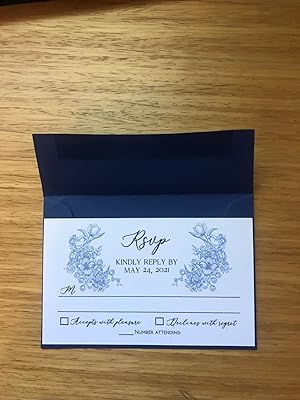 Rsvp
KINDLY REPLY BY
MAY 24, 2021
M
Accepts with pleasure Declines with regret
NUMBER ATTENDING